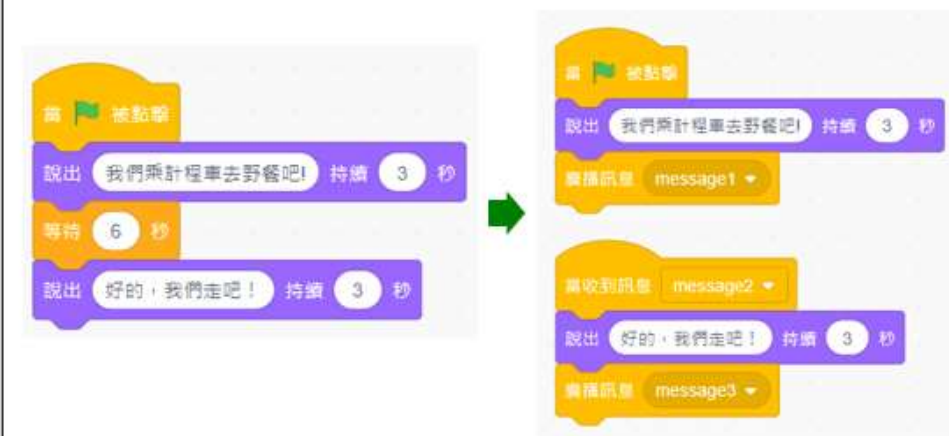 當 被點擊
說出 我們乘計程車去野餐吧! 持續 3 秒
等待 6 秒
說出 好的，我們走吧！ 持續 3 秒
當 被點擊
說出 我們乘計程車去野餐吧! 持續 3 秒
廣播訊息 message1
當收到訊息 message2
說出 好的，我們走吧！ 持續 3 秒
廣播訊息 message3